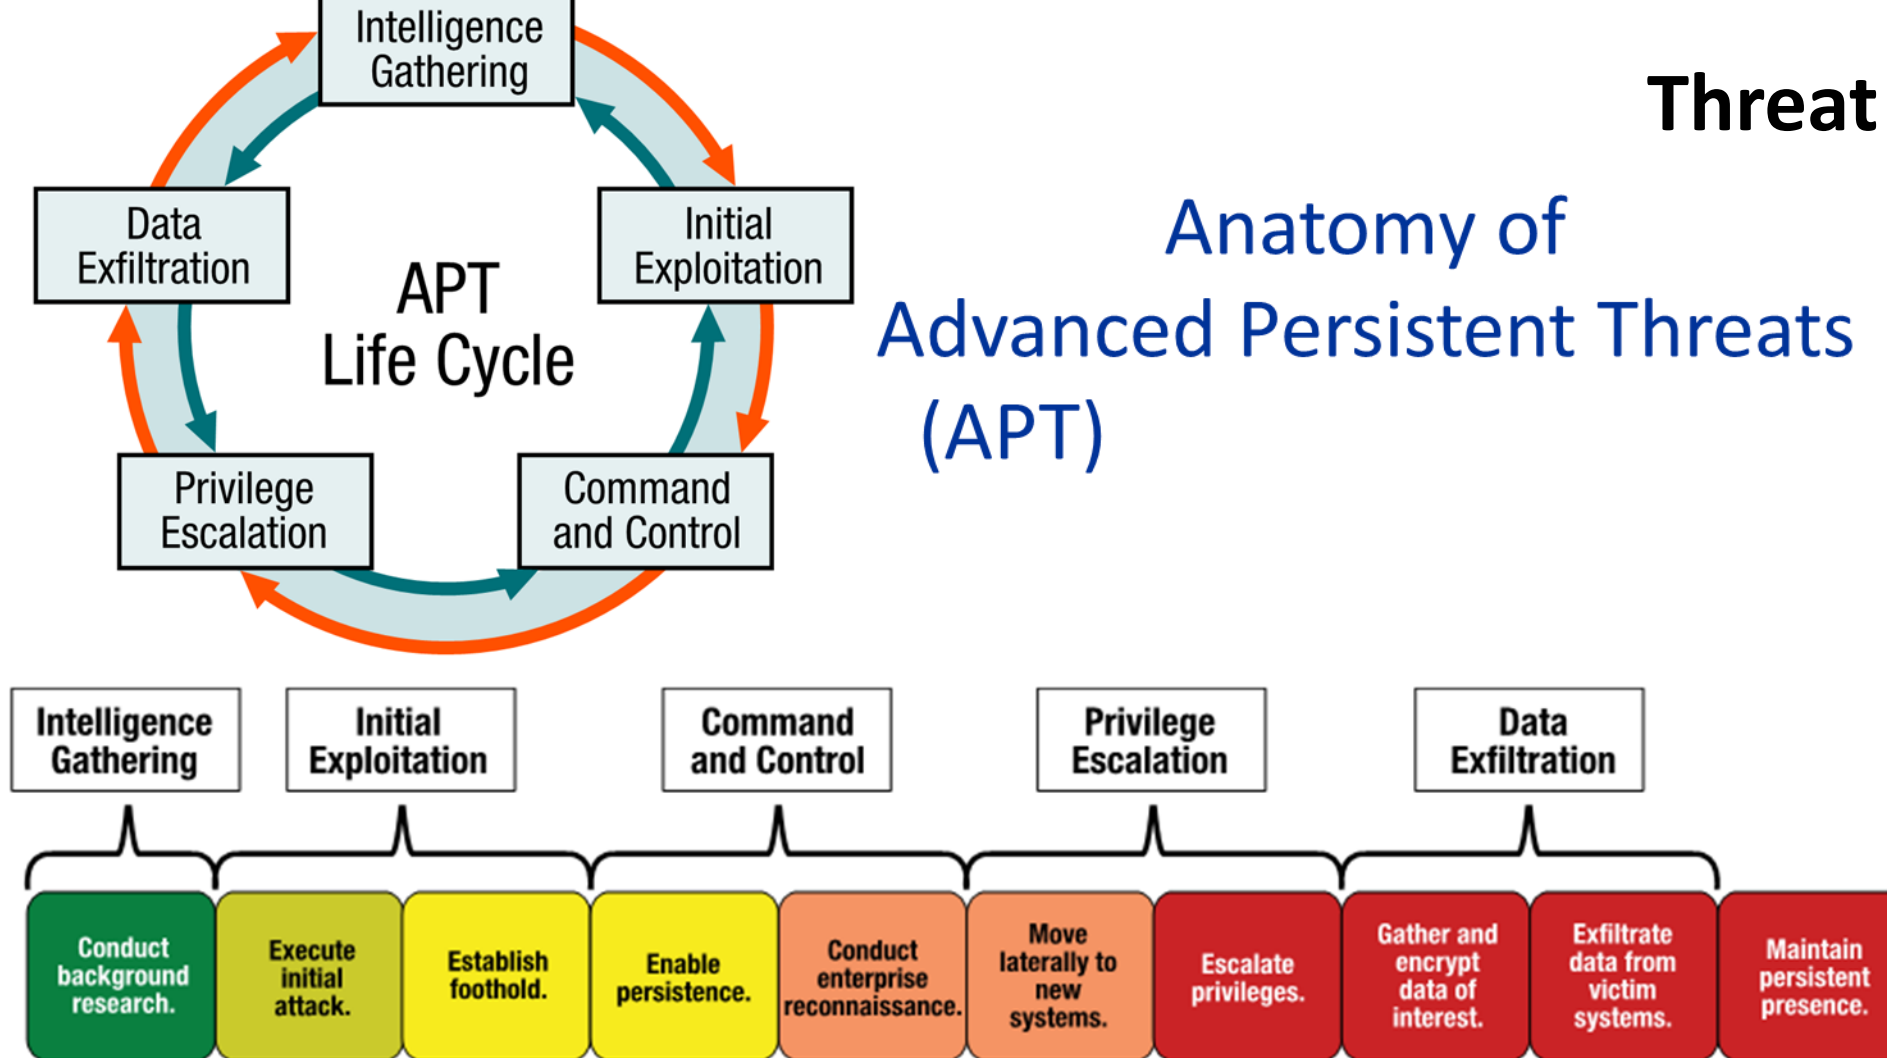 Intelligence
Gathering
Threat
Data
Exfiltration
Initial
Exploitation
APT
Life Cycle
Anatomy of
Advanced Persistent Threats
(APT)
Privilege
Escalation
Command
and Control
Intelligence
Gathering
Initial
Exploitation
Command
and Control
Privilege
Escalation
Data
Exfiltration
Conduct
background
research.
Execute
initial
attack.
Establish
foothold.
Enable
persistence.
Conduct
enterprise
reconnaissance.
Move
laterally to
new
systems.
Escalate
privileges.
Gather and
encrypt
data of
interest.
Exfiltrate
data from
victim
systems.
Maintain
persistent
presence.